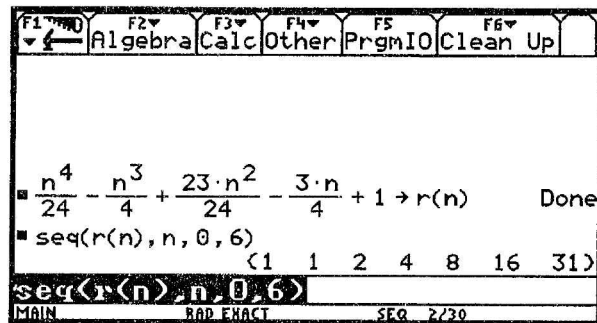 F1 F2 Algebra F3 Calc F4 Other F5 PrgmIO F6 Clean Up
n^4/24 - n^3/4 + 23·n^2/24 - 3·n/4 + 1 → r(n) Done
seq(r(n),n,0,6)
{1 1 2 4 8 16 31}
seq(r(n),n,0,6)
MAIN RAD EXACT SEQ 2/30